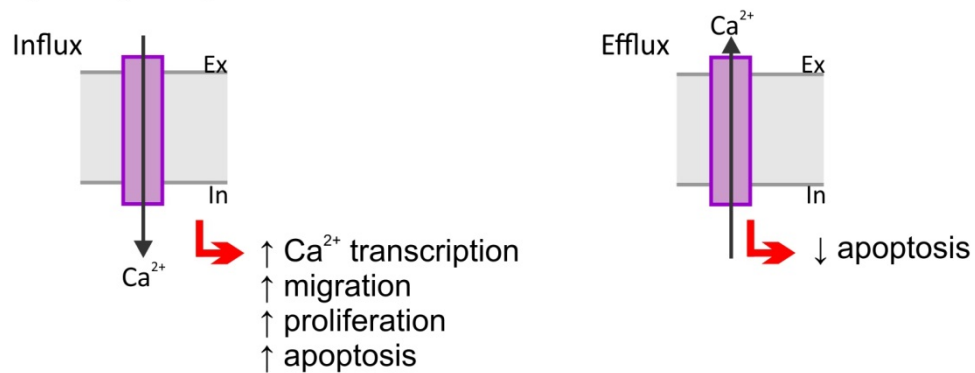 Influx
Ex
In
Ca²⁺
↑ Ca²⁺ transcription
↑ migration
↑ proliferation
↑ apoptosis
Efflux
Ca²⁺
Ex
In
↓ apoptosis